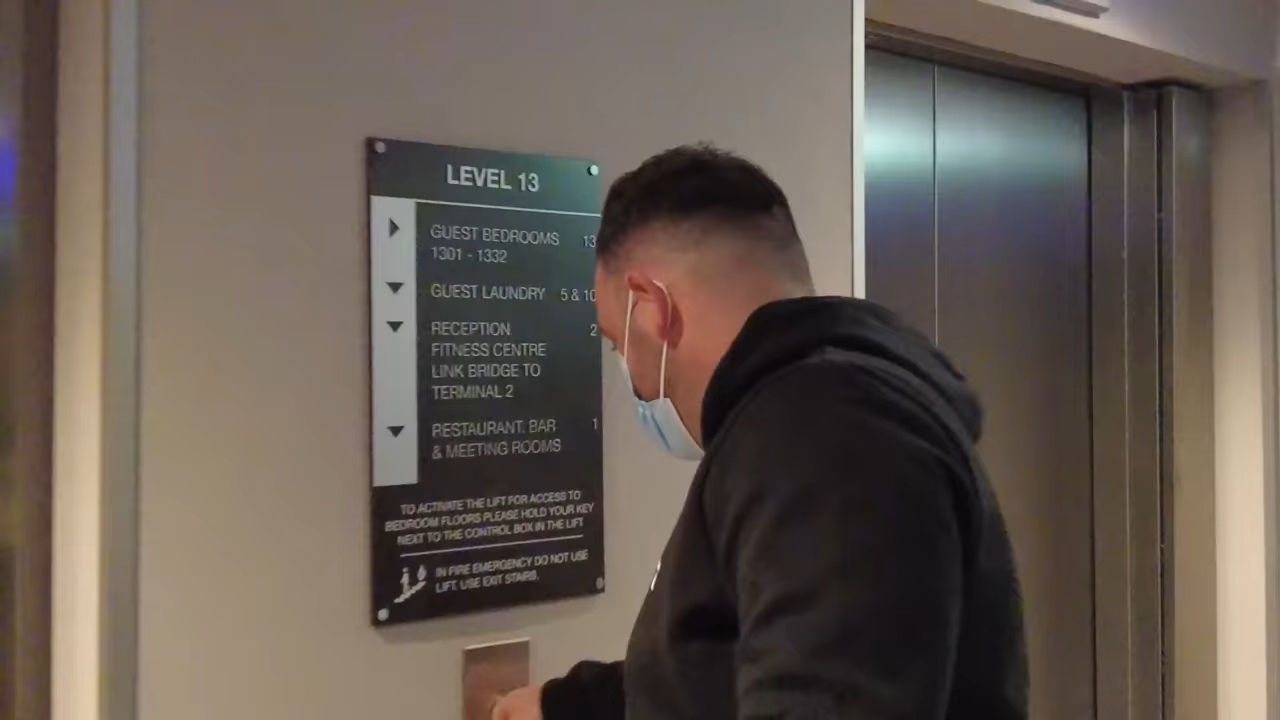 LEVEL 13
GUEST BEDROOMS 13
1301 - 1332
GUEST LAUNDRY 5 & 10
RECEPTION 2
FITNESS CENTRE
LINK BRIDGE TO
TERMINAL 2
RESTAURANT, BAR 1
& MEETING ROOMS
TO ACTIVATE THE LIFT FOR ACCESS TO
BEDROOM FLOORS PLEASE HOLD YOUR KEY
NEXT TO THE CONTROL BOX IN THE LIFT
IN FIRE EMERGENCY DO NOT USE
LIFT. USE EXIT STAIRS.